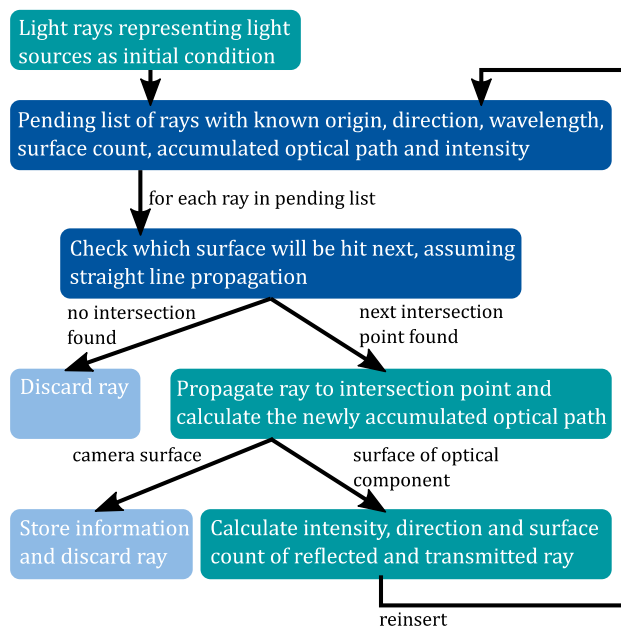 Light rays representing light
sources as initial condition
Pending list of rays with known origin, direction, wavelength,
surface count, accumulated optical path and intensity
for each ray in pending list
Check which surface will be hit next, assuming
straight line propagation
no intersection
found
next intersection
point found
Discard ray
Propagate ray to intersection point and
calculate the newly accumulated optical path
camera surface
surface of optical
component
Store information
and discard ray
Calculate intensity, direction and surface
count of reflected and transmitted ray
reinsert